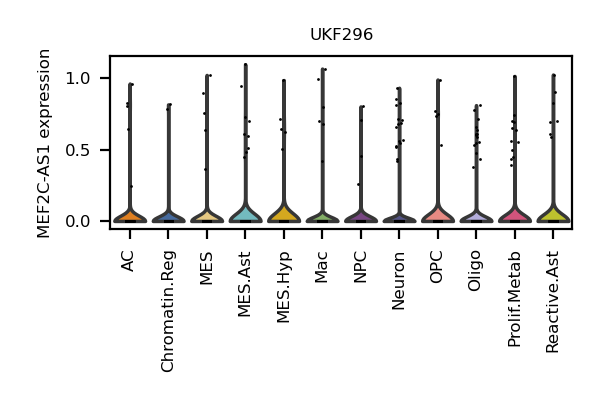 UKF296
MEF2C-AS1 expression
1.0
0.5
0.0
AC
Chromatin.Reg
MES
MES.Ast
MES.Hyp
Mac
NPC
Neuron
OPC
Oligo
Prolif.Metab
Reactive.Ast